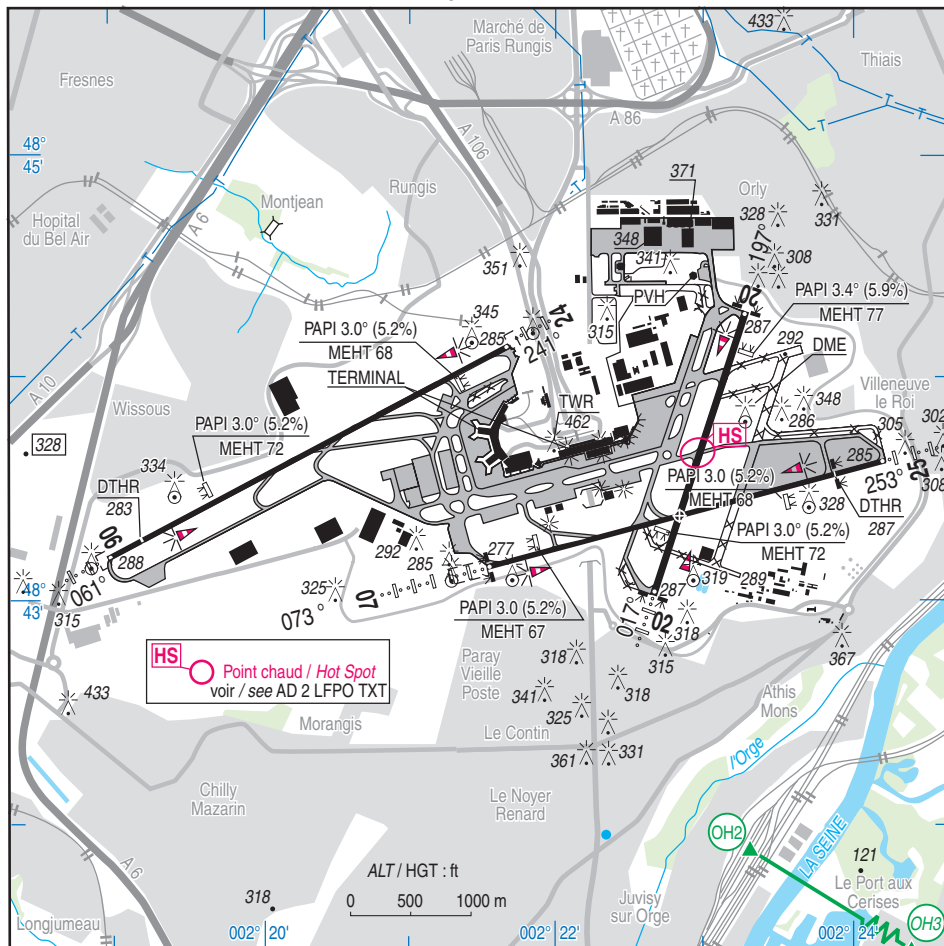 433
Marché de
Paris Rungis
Fresnes
Thiais
A 86
A 106
48°
45'
Rungis
371
Orly
Montjean
328
331
Hopital
du Bel Air
A 6
197°
348
341
308
351
PVH
20
PAPI 3.4° (5.9%)
MEHT 77
24
345
315
287
PAPI 3.0° (5.2%)
MEHT 68
285
241°
292
DME
TERMINAL
A 10
Wissous
TWR
462
348
Villeneuve
le Roi
286
302
PAPI 3.0° (5.2%)
MEHT 72
HS
305
328
285
25
334
PAPI 3.0 (5.2%)
MEHT 68
253°
308
DTHR
283
328
DTHR
287
PAPI 3.0° (5.2%)
MEHT 72
06
292
277
288
285
319
289
48°
43'
061°
325
07
287
315
073°
PAPI 3.0 (5.2%)
MEHT 67
017°
02
318
315
367
HS
Point chaud / Hot Spot
voir / see AD 2 LFPO TXT
Paray
Vieille
Poste
318
318
433
341
325
Athis
Mons
Morangis
Le Contin
331
361
l'Orge
Chilly
Mazarin
Le Noyer
Renard
LA SEINE
OH2
A 6
ALT / HGT : ft
121
Le Port aux
Cerises
318
0 500 1000 m
Juvisy
sur Orge
OH3
Longjumeau
002° 20'
002° 22'
002° 24'
T
T
T
T
T
T
T